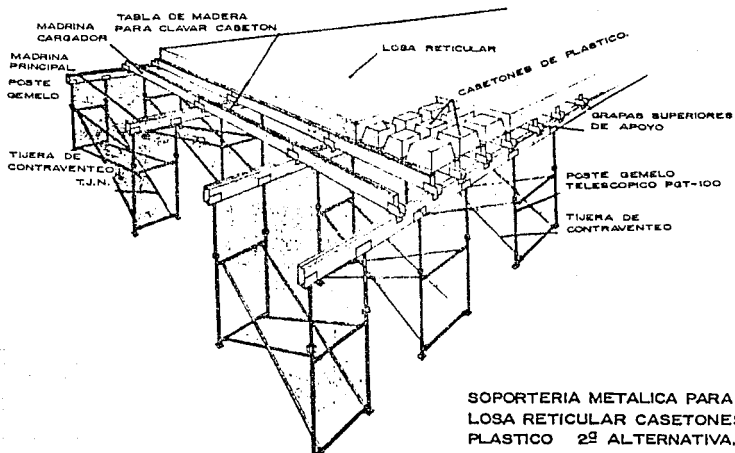 MADRINA
CARGADOR
TABLA DE MADERA
PARA CLAVAR CASETON
LOSA RETICULAR
CASETONES DE PLASTICO.
MADRINA
PRINCIPAL
POSTE
GEMELO
TIJERA DE
CONTRAVENTEO
T.J.N.
GRAPAS SUPERIORES
DE APOYO
POSTE GEMELO
TELESCOPICO PGT-100
TIJERA DE
CONTRAVENTEO
SOPORTERIA METALICA PARA
LOSA RETICULAR CASETONES
PLASTICO 2ª ALTERNATIVA.